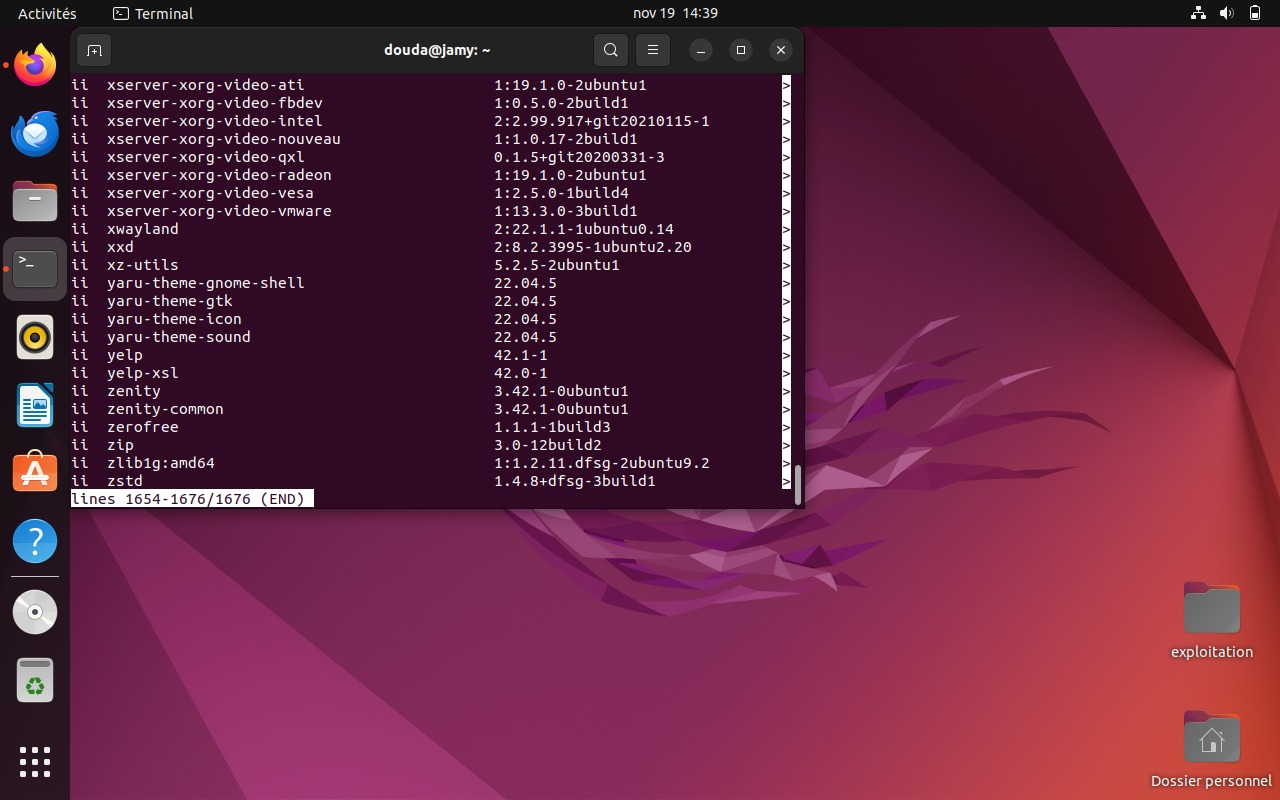 Activités
Terminal
nov 19 14:39
douda@jamy: ~
ii xserver-xorg-video-ati 1:19.1.0-2ubuntu1 >
ii xserver-xorg-video-fbdev 1:0.5.0-2build1 >
ii xserver-xorg-video-intel 2:2.99.917+git20210115-1 >
ii xserver-xorg-video-nouveau 1:1.0.17-2build1 >
ii xserver-xorg-video-qxl 0.1.5+git20200331-3 >
ii xserver-xorg-video-radeon 1:19.1.0-2ubuntu1 >
ii xserver-xorg-video-vesa 1:2.5.0-1build4 >
ii xserver-xorg-video-vmware 1:13.3.0-3build1 >
ii xwayland 2:22.1.1-1ubuntu0.14 >
ii xxd 2:8.2.3995-1ubuntu2.20 >
ii xz-utils 5.2.5-2ubuntu1 >
ii yaru-theme-gnome-shell 22.04.5 >
ii yaru-theme-gtk 22.04.5 >
ii yaru-theme-icon 22.04.5 >
ii yaru-theme-sound 22.04.5 >
ii yelp 42.1-1 >
ii yelp-xsl 42.0-1 >
ii zenity 3.42.1-0ubuntu1 >
ii zenity-common 3.42.1-0ubuntu1 >
ii zerofree 1.1.1-1build3 >
ii zip 3.0-12build2 >
ii zlib1g:amd64 1:1.2.11.dfsg-2ubuntu9.2 >
ii zstd 1.4.8+dfsg-3build1 >
lines 1654-1676/1676 (END)
exploitation
Dossier personnel